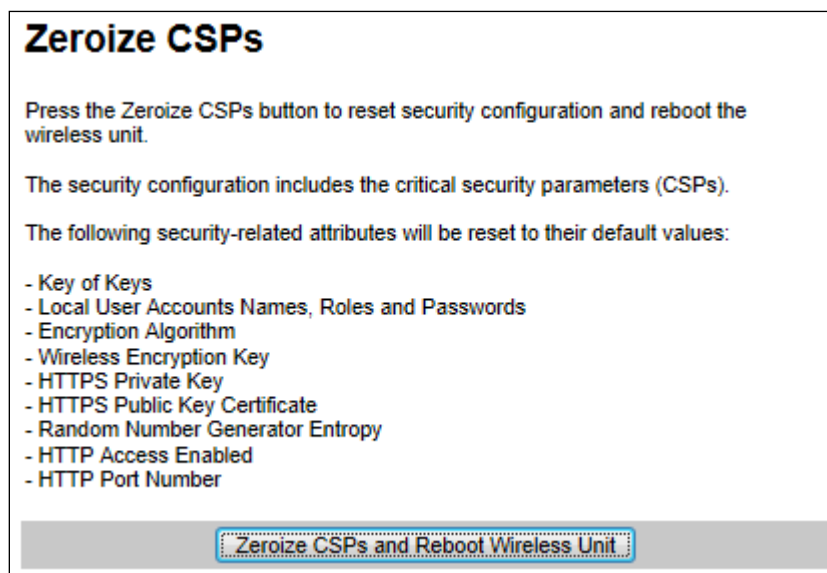 Zeroize CSPs
Press the Zeroize CSPs button to reset security configuration and reboot the
wireless unit.
The security configuration includes the critical security parameters (CSPs).
The following security-related attributes will be reset to their default values:
- Key of Keys
- Local User Accounts Names, Roles and Passwords
- Encryption Algorithm
- Wireless Encryption Key
- HTTPS Private Key
- HTTPS Public Key Certificate
- Random Number Generator Entropy
- HTTP Access Enabled
- HTTP Port Number
Zeroize CSPs and Reboot Wireless Unit